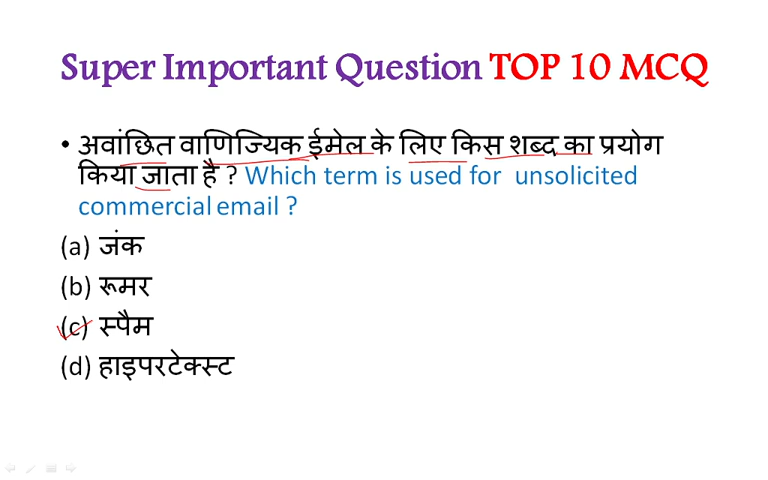 Super Important Question TOP 10 MCQ
• अवांछित वाणिज्यिक ईमेल के लिए किस शब्द का प्रयोग
किया जाता है ? Which term is used for unsolicited
commercial email ?
(a) जंक
(b) रूमर
(c) स्पैम
(d) हाइपरटेक्स्ट